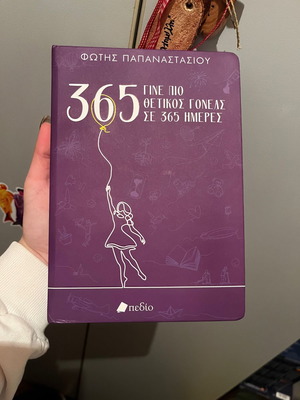 ΦΩΤΗΣ ΠΑΠΑΝΑΣΤΑΣΙΟΥ
365 ΓΙΝΕ ΠΙΟ
ΘΕΤΙΚΟΣ ΓΟΝΕΑΣ
ΣΕ 365 ΗΜΕΡΕΣ
πεδίο